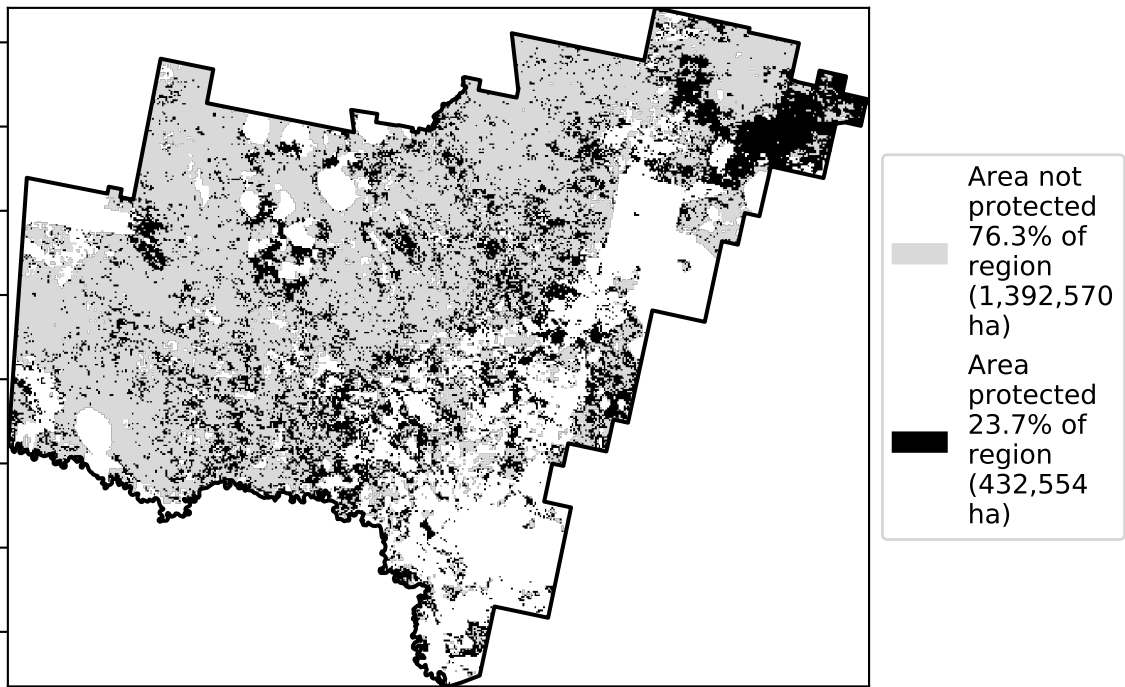 Area not
protected
76.3% of
region
(1,392,570
ha)
Area
protected
23.7% of
region
(432,554
ha)